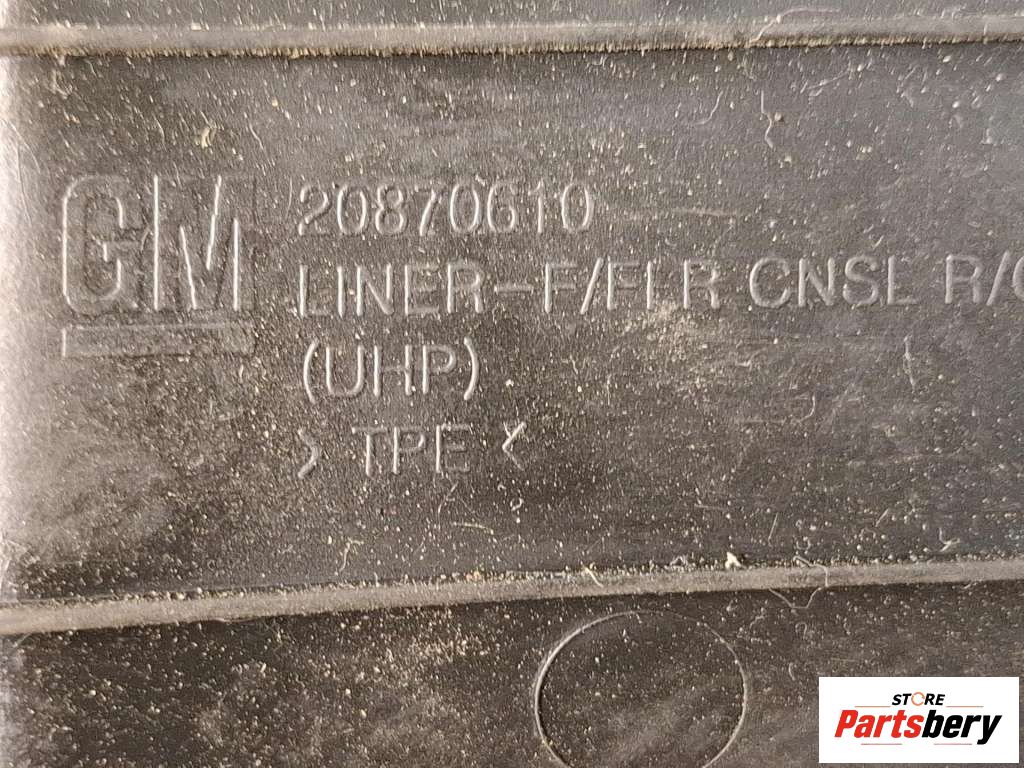 GM
20870610
LINER-F/FLR CNSL R/C
(UHP)
> TPE <
STORE
Partsbery